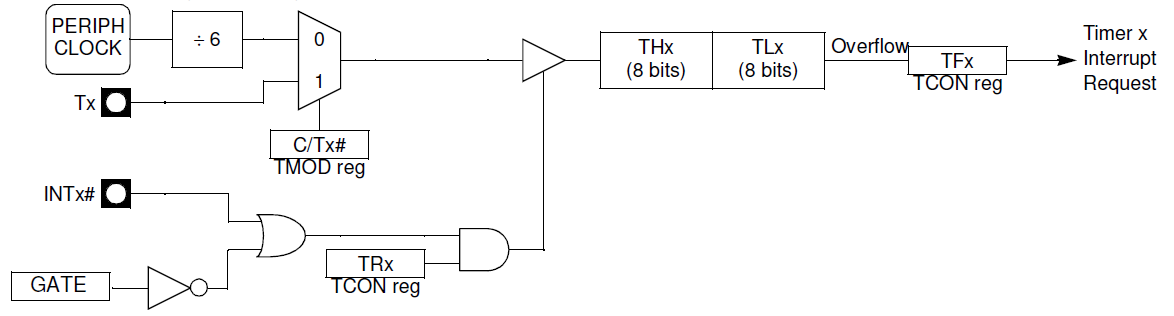 PERIPH
CLOCK
÷ 6
0
1
Tx
C/Tx#
TMOD reg
THx
(8 bits)
TLx
(8 bits)
Overflow
TFx
TCON reg
Timer x
Interrupt
Request
INTx#
GATE
TRx
TCON reg